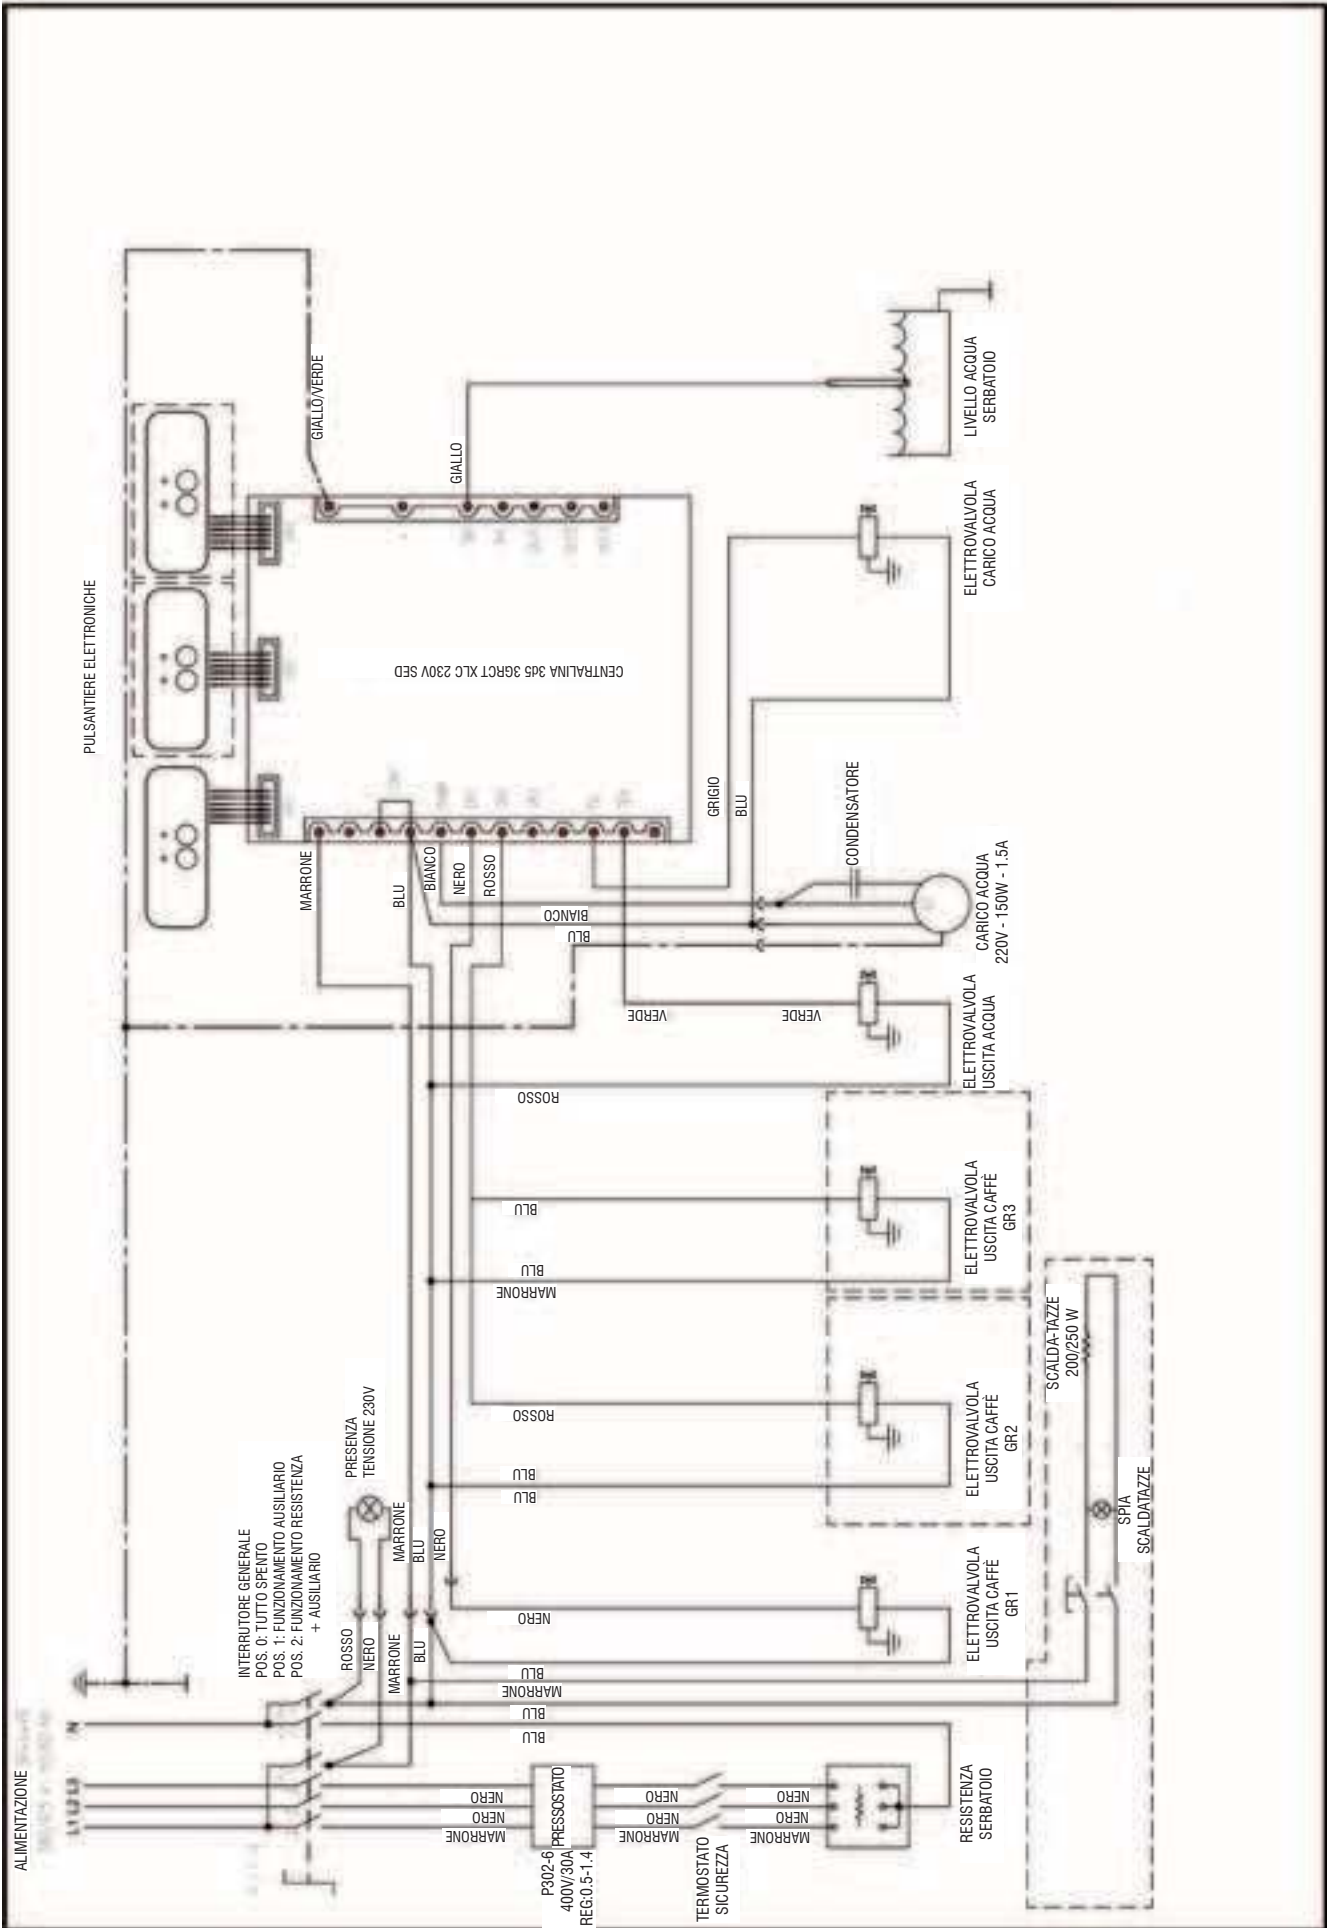 ALIMENTAZIONE
L1 L2 L3
N
INTERRUTORE GENERALE
POS. 0: TUTTO SPENTO
POS. 1: FUNZIONAMENTO AUSILIARIO
POS. 2: FUNZIONAMENTO RESISTENZA
+ AUSILIARIO
PRESENZA
TENSIONE 230V
ROSSO
NERO
MARRONE
BLU
MARRONE
BLU
NERO
PULSANTIERE ELETTRONICHE
GIALLO/VERDE
GIALLO
CENTRALINA 3d5 3GRCT XLC 230V SED
MARRONE
BLU
BIANCO
NERO
ROSSO
GRIGIO
BLU
BIANCO
BLU
VERDE
VERDE
ROSSO
BLU
BLU
MARRONE
ROSSO
BLU
BLU
NERO
BLU
MARRONE
BLU
BLU
NERO
NERO
MARRONE
P302-6
400V/30A
REG:0.5-1.4
PRESSOSTATO
NERO
NERO
MARRONE
TERMOSTATO
SICUREZZA
NERO
NERO
MARRONE
RESISTENZA
SERBATOIO
ELETTROVALVOLA
USCITA CAFFÈ
GR1
ELETTROVALVOLA
USCITA CAFFÈ
GR2
ELETTROVALVOLA
USCITA CAFFÈ
GR3
ELETTROVALVOLA
USCITA ACQUA
CARICO ACQUA
220V - 150W - 1.5A
CONDENSATORE
ELETTROVALVOLA
CARICO ACQUA
LIVELLO ACQUA
SERBATOIO
SCALDA-TAZZE
200/250 W
SPIA
SCALDATAZZE